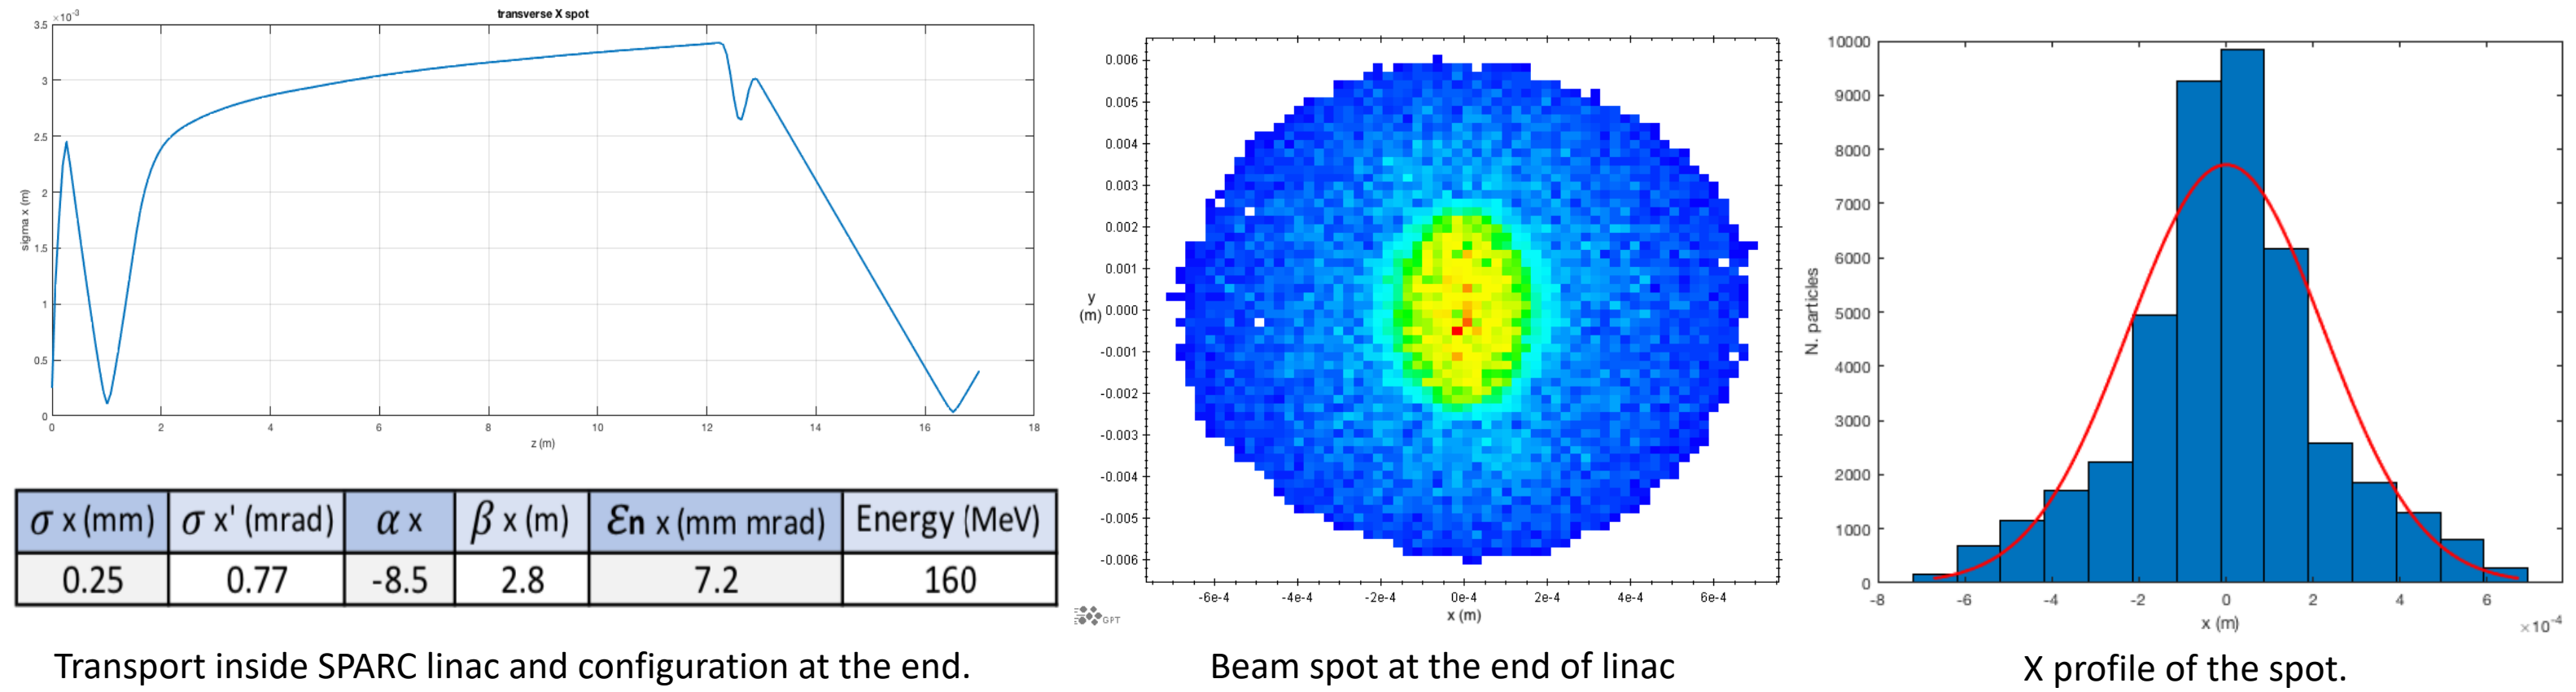 transverse X spot
×10⁻³
3.5
3
2.5
2
1.5
1
0.5
0
sigma x (m)
0 2 4 6 8 10 12 14 16 18
z (m)
σ x (mm) σ x' (mrad) α x β x (m) Ɛn x (mm mrad) Energy (MeV)
0.25 0.77 -8.5 2.8 7.2 160
Transport inside SPARC linac and configuration at the end.
0.006
0.005
0.004
0.003
0.002
0.001
0.000
-0.001
-0.002
-0.003
-0.004
-0.005
-0.006
y
(m)
-6e-4 -4e-4 -2e-4 0e-4 2e-4 4e-4 6e-4
x (m)
GPT
Beam spot at the end of linac
10000
9000
8000
7000
6000
5000
4000
3000
2000
1000
0
N. particles
-8 -6 -4 -2 0 2 4 6
x (m)
×10⁻⁴
X profile of the spot.